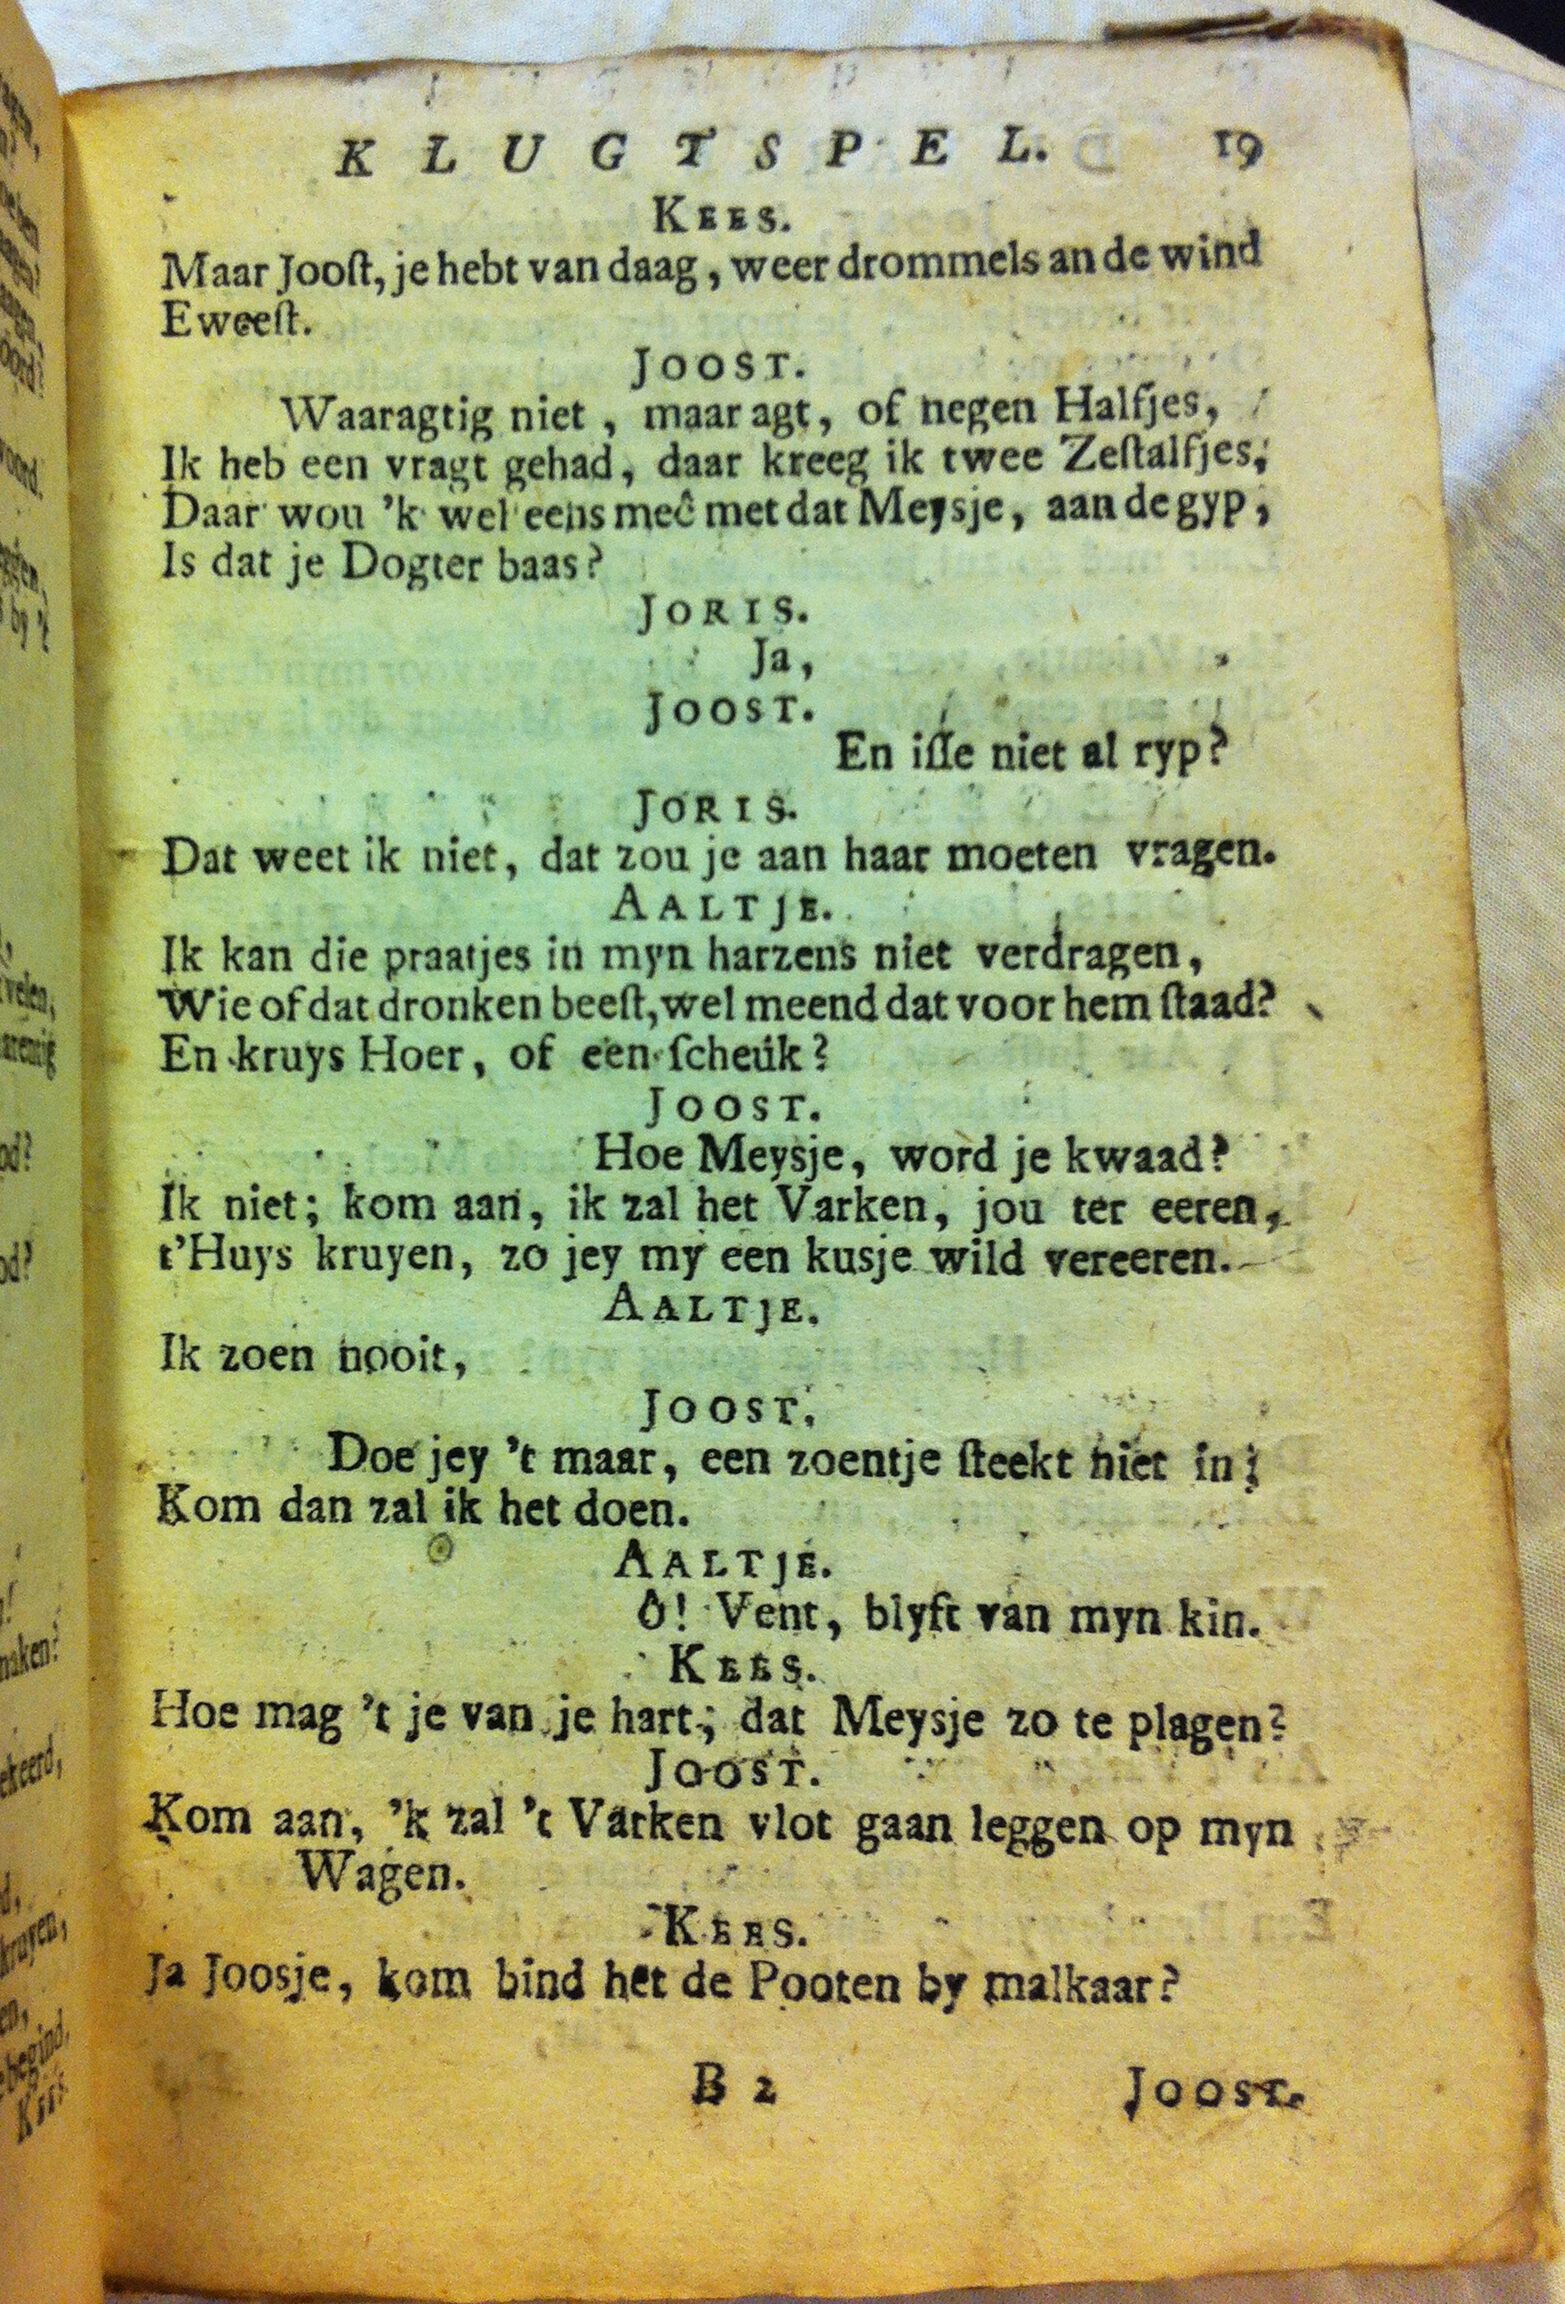 KLUGTSPEL. 19
KEES.
Maar Jooſt, je hebt van daag, weer drommels an de wind
Eweeſt.
JOOST.
Waaragtig niet, maar agt, of negen Halfjes,
Ik heb een vragt gehad, daar kreeg ik twee Zeſtalfjes,
Daar wou 'k wel eens meê met dat Meysje, aan de gyp,
Is dat je Dogter baas?
JORIS.
Ja,
JOOST.
En iſſe niet al ryp?
JORIS.
Dat weet ik niet, dat zou je aan haar moeten vragen.
AALTJE.
Ik kan die praatjes in myn harzens niet verdragen,
Wie of dat dronken beeſt, wel meend dat voor hem ſtaad?
En kruys Hoer, of een ſcheuk?
JOOST.
Hoe Meysje, word je kwaad?
Ik niet; kom aan, ik zal het Varken, jou ter eeren,
t'Huys kruyen, zo jey my een kusje wild vereeren.
AALTJE.
Ik zoen nooit,
JOOST.
Doe jey 't maar, een zoentje ſteekt niet in;
Kom dan zal ik het doen.
AALTJE.
ô! Vent, blyft van myn kin.
KEES.
Hoe mag 't je van je hart; dat Meysje zo te plagen?
JOOST.
Kom aan, 'k zal 't Varken vlot gaan leggen op myn
Wagen.
KEES.
Ja Joosje, kom bind het de Pooten by malkaar?
B 2 JOOST.